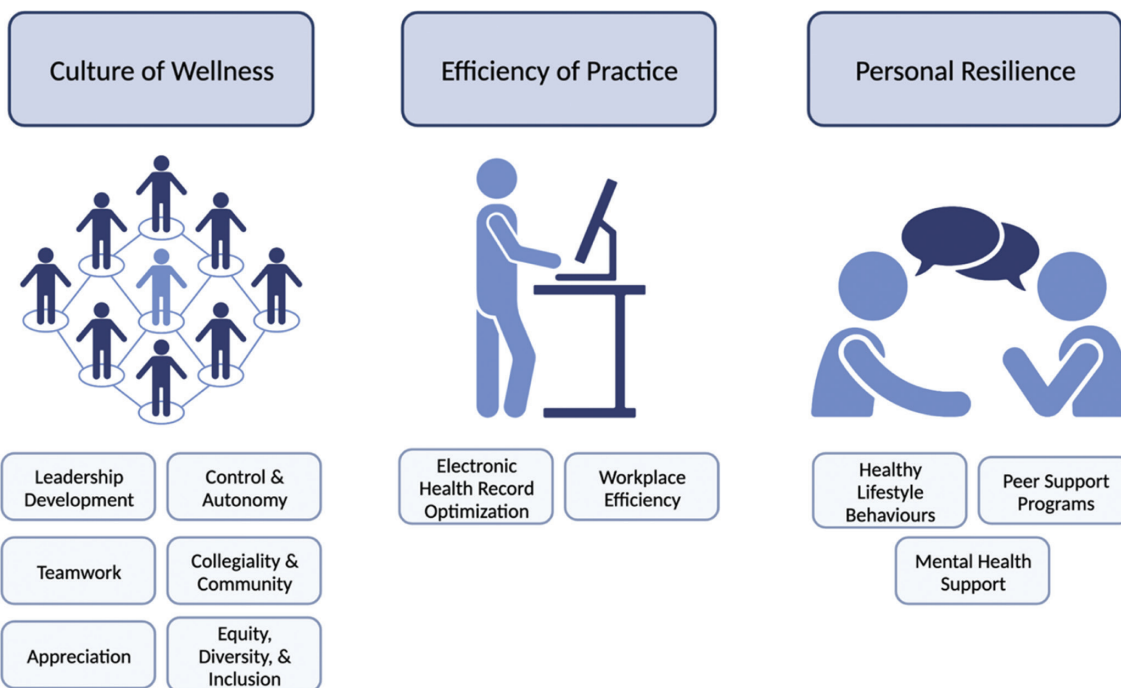 Culture of Wellness
Efficiency of Practice
Personal Resilience
Leadership
Development
Control &
Autonomy
Teamwork
Collegiality &
Community
Appreciation
Equity,
Diversity, &
Inclusion
Electronic
Health Record
Optimization
Workplace
Efficiency
Healthy
Lifestyle
Behaviours
Peer Support
Programs
Mental Health
Support